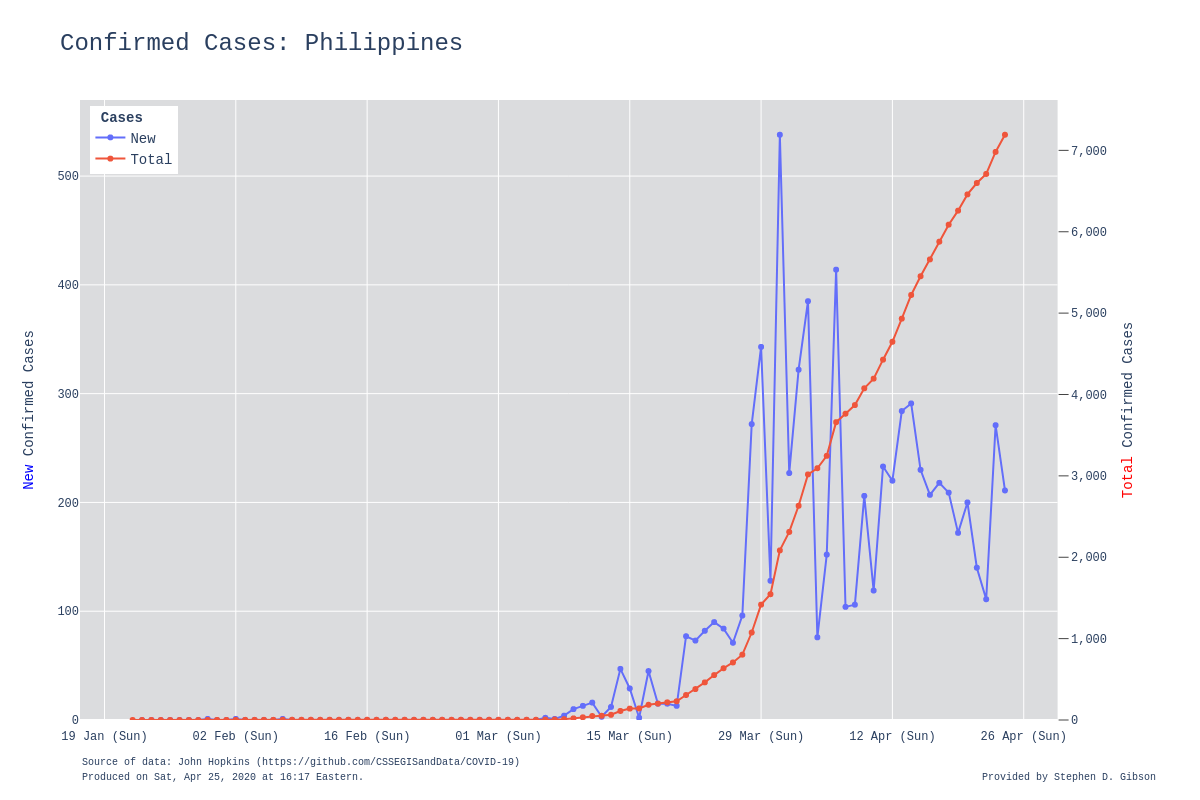 Confirmed Cases: Philippines
Cases
New
Total
500
400
300
200
100
0
7,000
6,000
5,000
4,000
3,000
2,000
1,000
0
New Confirmed Cases
Total Confirmed Cases
19 Jan (Sun)
02 Feb (Sun)
16 Feb (Sun)
01 Mar (Sun)
15 Mar (Sun)
29 Mar (Sun)
12 Apr (Sun)
26 Apr (Sun)
Source of data: John Hopkins (https://github.com/CSSEGISandData/COVID-19)
Produced on Sat, Apr 25, 2020 at 16:17 Eastern.
Provided by Stephen D. Gibson